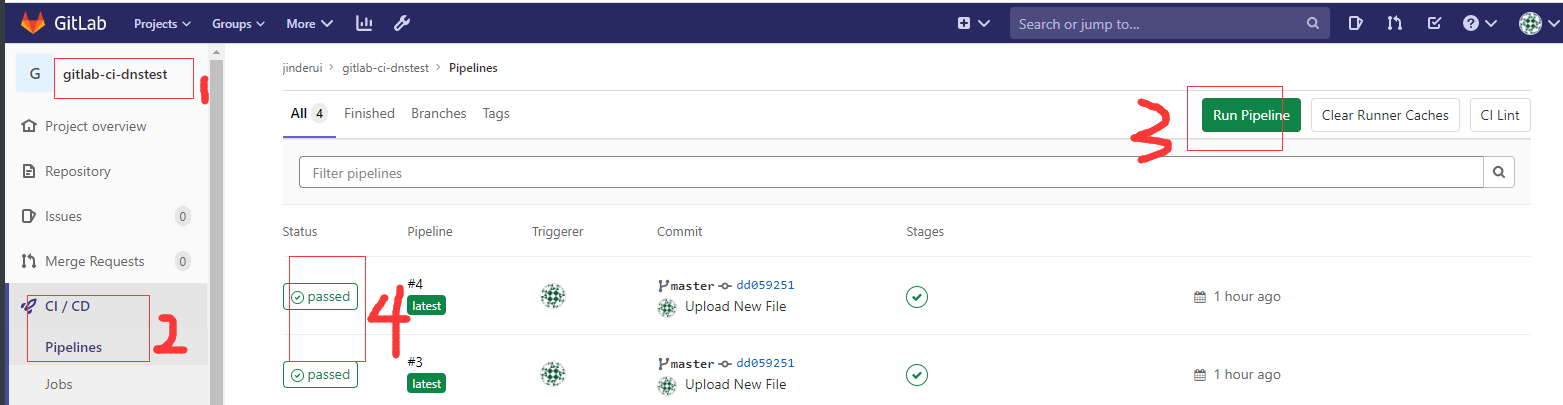 GitLab Projects Groups More Search or jump to...
G gitlab-ci-dnstest 1
jinderui > gitlab-ci-dnstest > Pipelines
All 4 Finished Branches Tags
3 Run Pipeline Clear Runner Caches CI Lint
Project overview
Repository
Issues 0
Merge Requests 0
CI / CD
Pipelines 2
Jobs
Filter pipelines
Status Pipeline Triggerer Commit Stages
passed 4 #4 latest master dd059251 1 hour ago
Upload New File
passed #3 latest master dd059251 1 hour ago
Upload New File